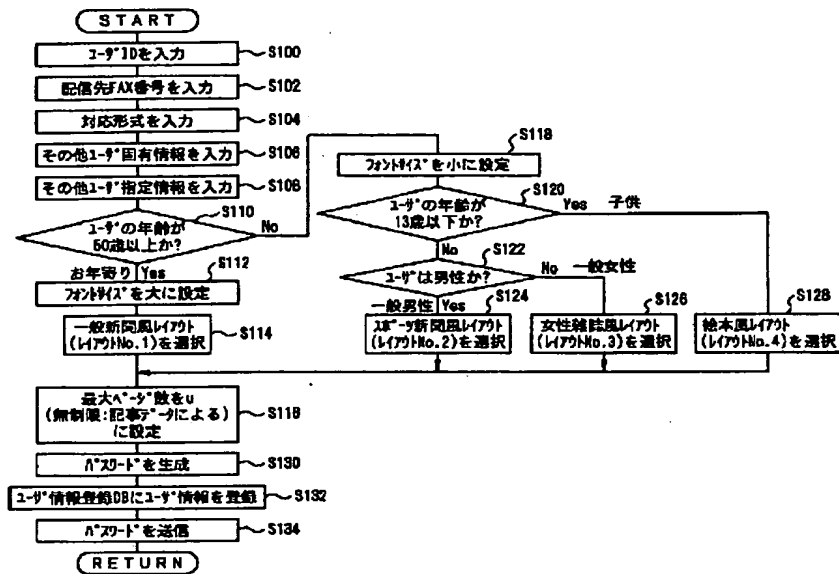 START
ユーザIDを入力
S100
配信先FAX番号を入力
S102
対応形式を入力
S104
その他ユーザ固有情報を入力
S106
その他ユーザ指定情報を入力
S108
S110
ユーザの年齢が
60歳以上か?
No
お年寄り Yes
S112
フォントサイズを大に設定
一般新聞風レイアウト
(レイアウトNo.1)を選択
S114
S118
フォントサイズを小に設定
S120
ユーザの年齢が
13歳以下か?
Yes 子供
No
S122
ユーザは男性か?
No 一般女性
一般男性 Yes
S124
スポーツ新聞風レイアウト
(レイアウトNo.2)を選択
S126
女性雑誌風レイアウト
(レイアウトNo.3)を選択
S128
絵本風レイアウト
(レイアウトNo.4)を選択
最大ページ数をu
(無制限:記事データによる)
に設定
S116
パスワードを生成
S130
ユーザ情報登録DBにユーザ情報を登録
S132
パスワードを送信
S134
RETURN